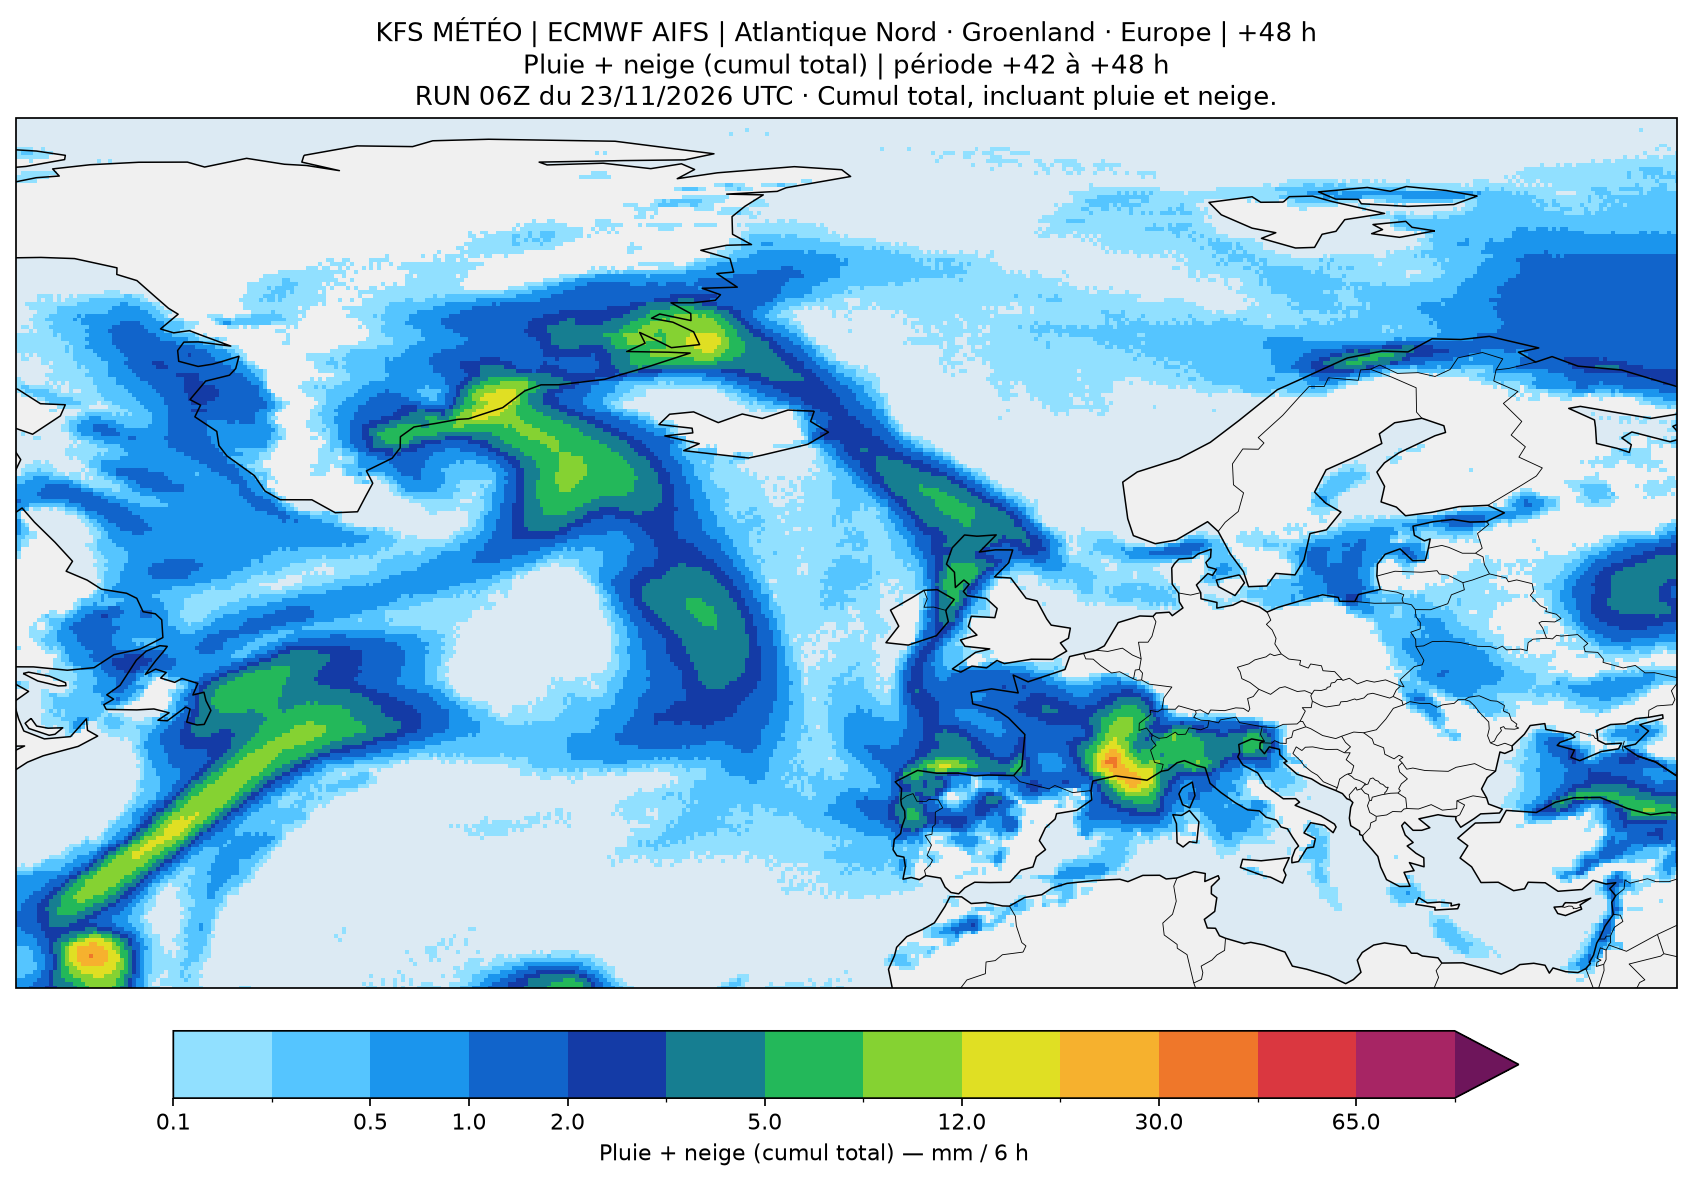 KFS MÉTÉO | ECMWF AIFS | Atlantique Nord · Groenland · Europe | +48 h
Pluie + neige (cumul total) | période +42 à +48 h
RUN 06Z du 23/11/2026 UTC · Cumul total, incluant pluie et neige.
0.1 0.5 1.0 2.0 5.0 12.0 30.0 65.0
Pluie + neige (cumul total) — mm / 6 h